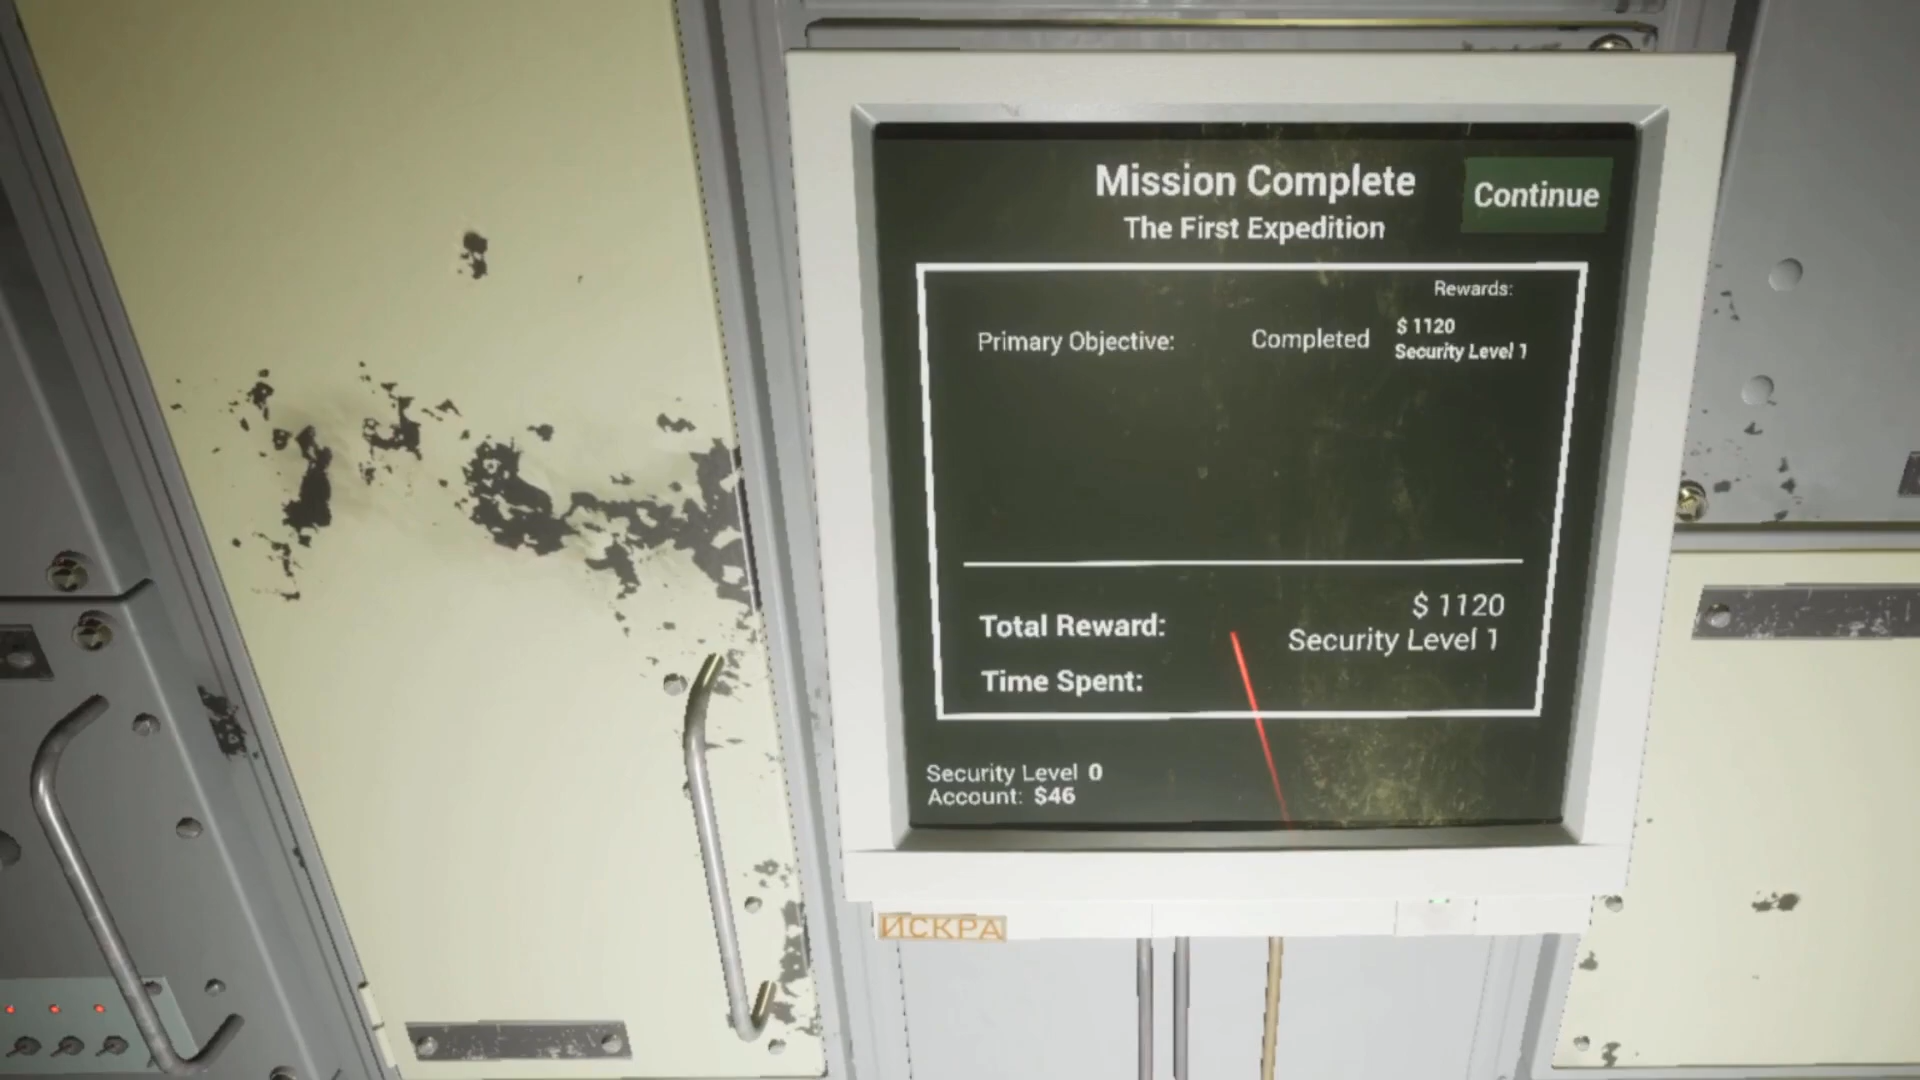 Mission Complete
Continue
The First Expedition
Rewards:
Primary Objective: Completed $ 1120
Security Level 1
Total Reward: $ 1120
Security Level 1
Time Spent:
Security Level 0
Account: $46
ИСКРА